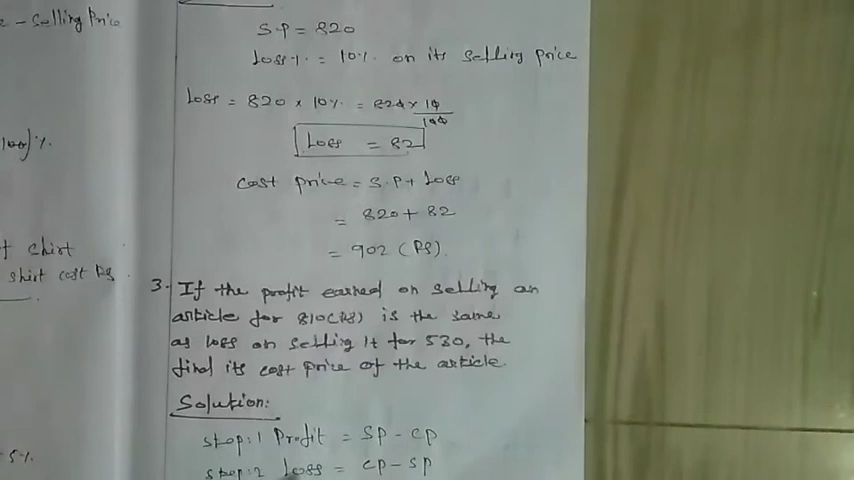 - Selling Price
100) %.
shirt
shirt cost Rs.
5%
S.P = 820
Loss % = 10%. on its selling price
Loss = 820 × 10% = 820 × 10
100
Loss = 82
Cost price = S.P + Loss
= 820 + 82
= 902 (RS).
3. If the profit earned on selling an
article for 810(RS) is the same
as loss on selling it for 530, the
find its cost price of the article.
Solution:
step:1 Profit = SP - CP
step:2 Loss = CP - SP